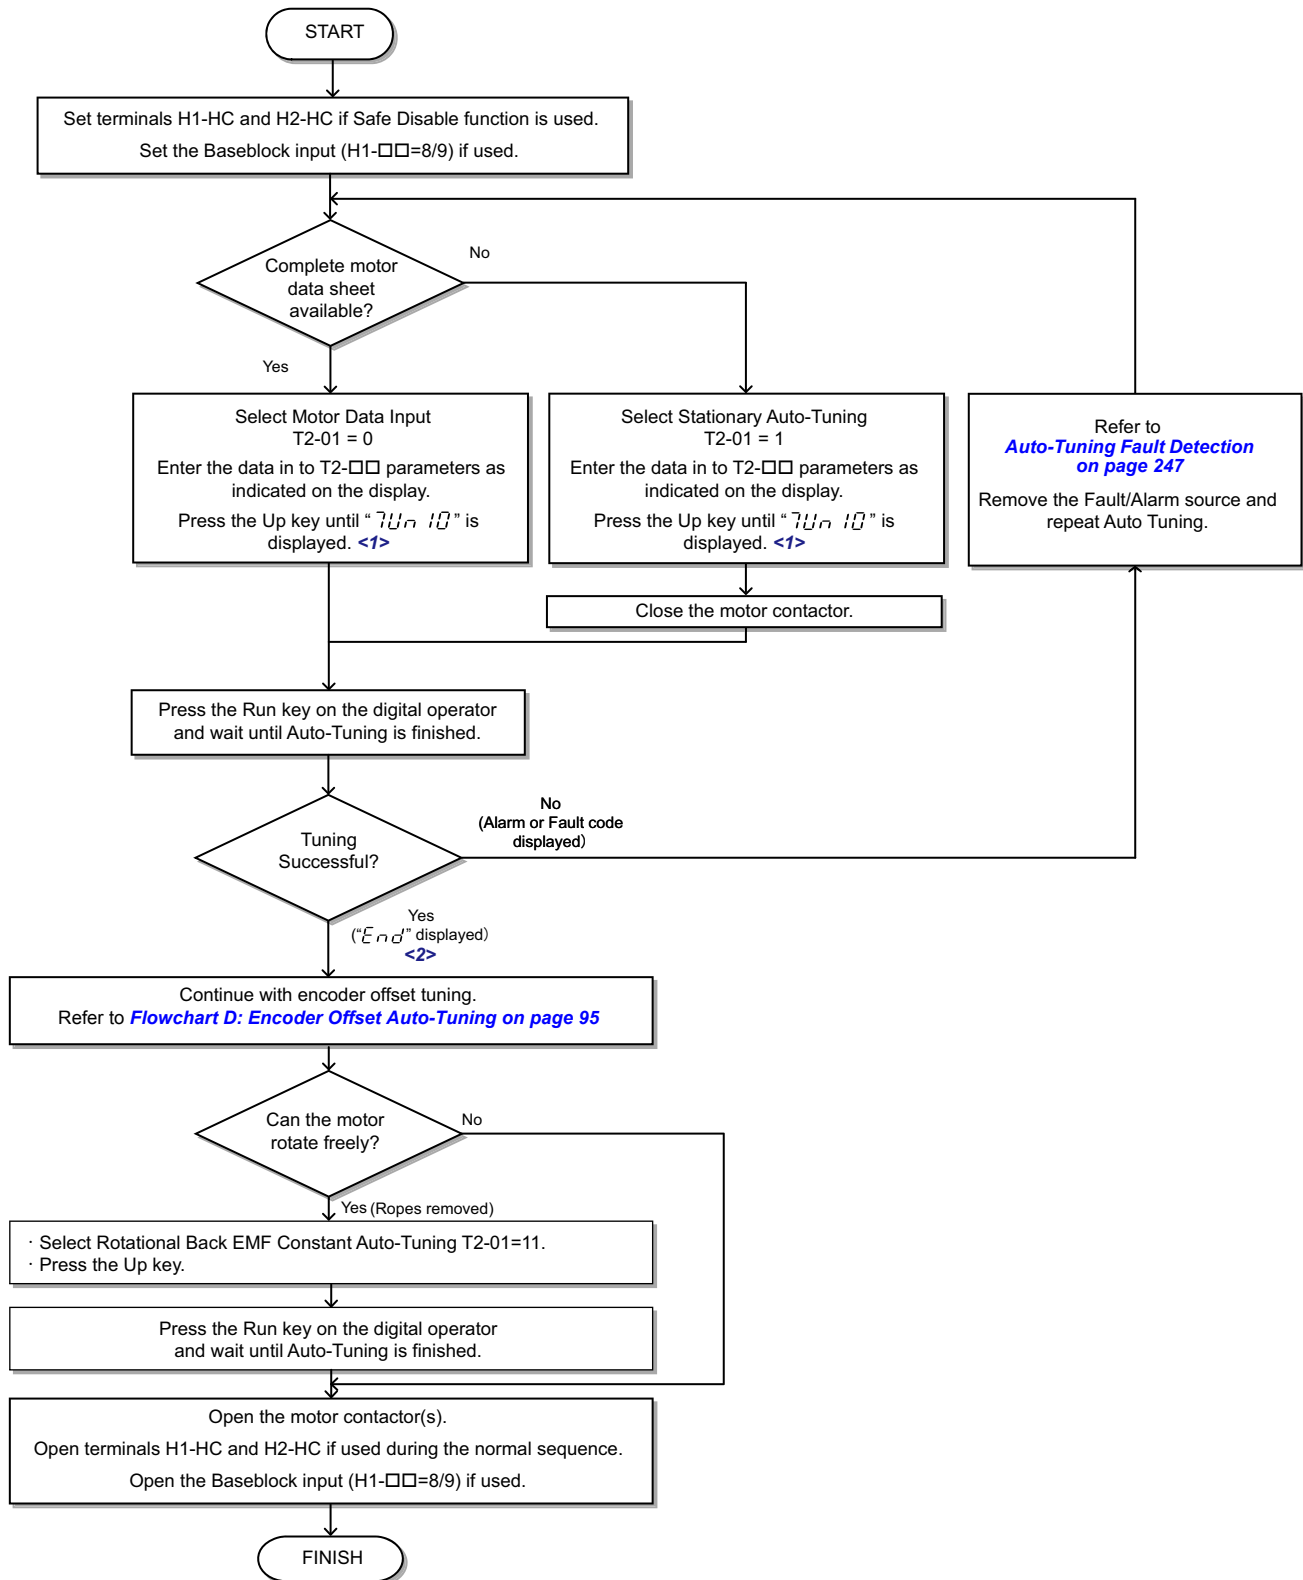 START
Set terminals H1-HC and H2-HC if Safe Disable function is used.
Set the Baseblock input (H1-□□=8/9) if used.
Complete motor
data sheet
available?
No
Yes
Select Motor Data Input
T2-01 = 0
Enter the data in to T2-□□ parameters as
indicated on the display.
Press the Up key until “TUn10” is
displayed. <1>
Select Stationary Auto-Tuning
T2-01 = 1
Enter the data in to T2-□□ parameters as
indicated on the display.
Press the Up key until “TUn10” is
displayed. <1>
Close the motor contactor.
Refer to
Auto-Tuning Fault Detection
on page 247
Remove the Fault/Alarm source and
repeat Auto Tuning.
Press the Run key on the digital operator
and wait until Auto-Tuning is finished.
Tuning
Successful?
No
(Alarm or Fault code
displayed)
Yes
(“End” displayed)
<2>
Continue with encoder offset tuning.
Refer to Flowchart D: Encoder Offset Auto-Tuning on page 95
Can the motor
rotate freely?
No
Yes (Ropes removed)
· Select Rotational Back EMF Constant Auto-Tuning T2-01=11.
· Press the Up key.
Press the Run key on the digital operator
and wait until Auto-Tuning is finished.
Open the motor contactor(s).
Open terminals H1-HC and H2-HC if used during the normal sequence.
Open the Baseblock input (H1-□□=8/9) if used.
FINISH